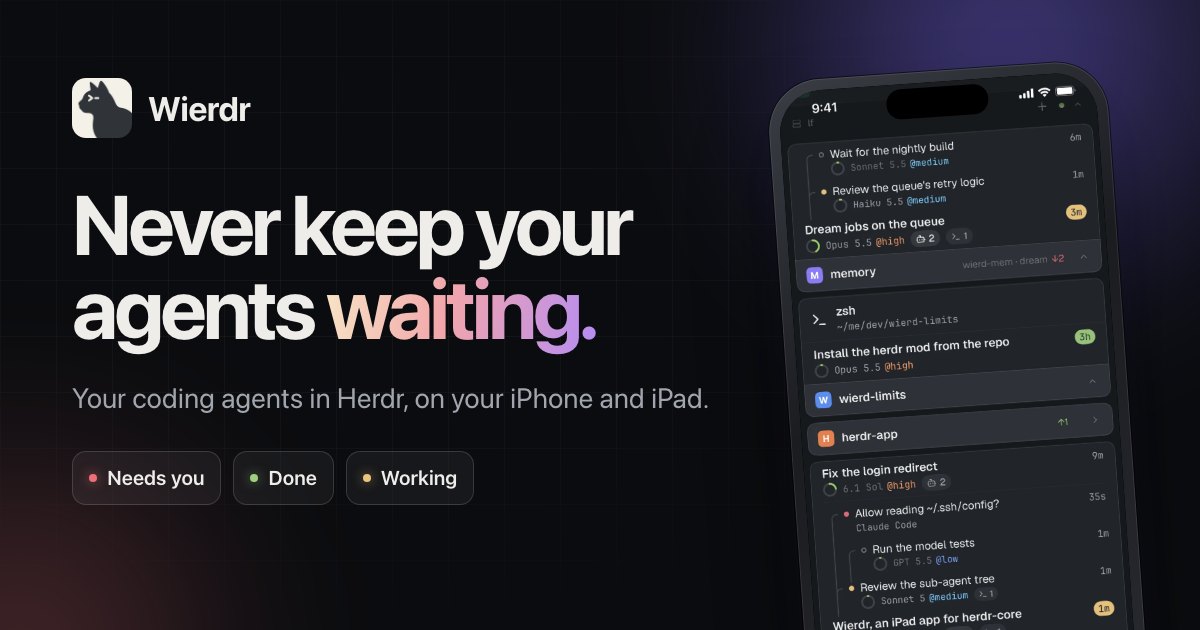 Wierdr
Never keep your
agents waiting.
Your coding agents in Herdr, on your iPhone and iPad.
Needs you
Done
Working
9:41
Wait for the nightly build
6m
Sonnet 5.5 @medium
Review the queue's retry logic
1m
Haiku 5.5 @medium
Dream jobs on the queue
3m
Opus 5.5 @high 2 >_ 1
M memory
wierd-mem · dream ↓2
>_ zsh
~/me/dev/wierd-limits
Install the herdr mod from the repo
3h
Opus 5.5 @high
W wierd-limits
H herdr-app
↑1
Fix the login redirect
9m
6.1 Sol @high 2
Allow reading ~/.ssh/config?
35s
Claude Code
Run the model tests
1m
GPT 5.5 @low
Review the sub-agent tree
1m
Sonnet 5 @medium >_ 1
Wierdr, an iPad app for herdr-core
1m